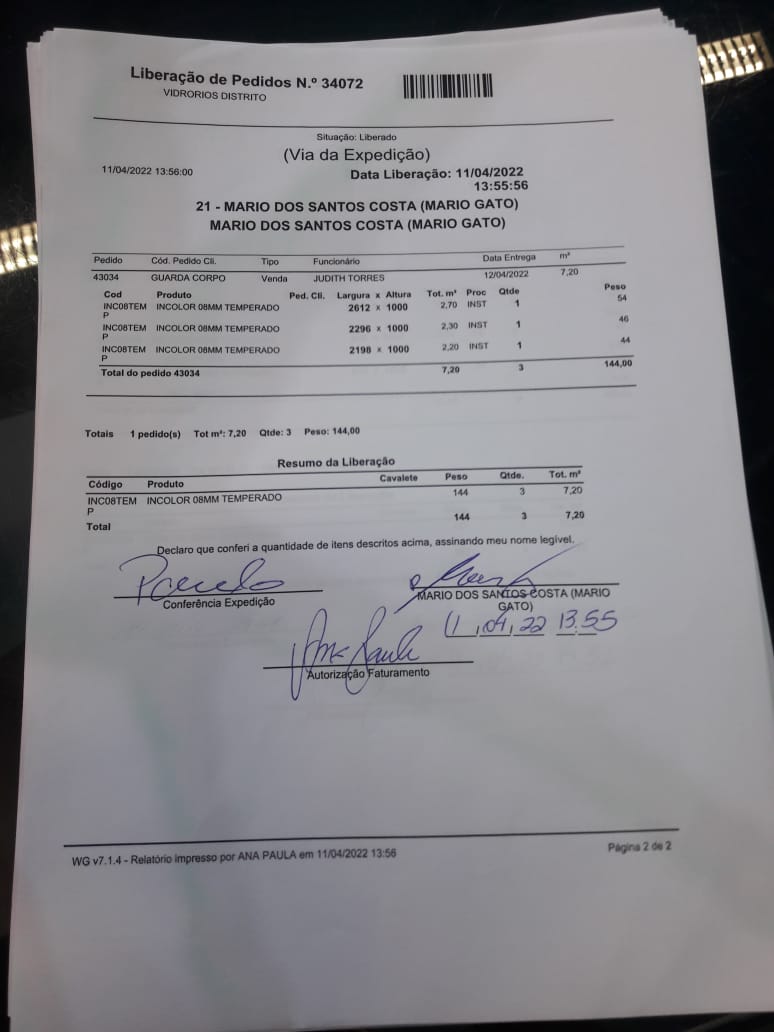 Liberação de Pedidos N.º 34072
VIDRORIOS DISTRITO
Situação: Liberado
(Via da Expedição)
11/04/2022 13:56:00
Data Liberação: 11/04/2022
13:55:56
21 - MARIO DOS SANTOS COSTA (MARIO GATO)
MARIO DOS SANTOS COSTA (MARIO GATO)
Pedido Cód. Pedido Cli. Tipo Funcionário Data Entrega m²
43034 GUARDA CORPO Venda JUDITH TORRES 12/04/2022 7,20
Cod Produto Ped. Cli. Largura x Altura Tot. m² Proc Qtde Peso
INC08TEM INCOLOR 08MM TEMPERADO 2612 x 1000 2,70 INST 1 54
P
INC08TEM INCOLOR 08MM TEMPERADO 2296 x 1000 2,30 INST 1 46
P
INC08TEM INCOLOR 08MM TEMPERADO 2198 x 1000 2,20 INST 1 44
P
Total do pedido 43034 7,20 3 144,00
Totais 1 pedido(s) Tot m²: 7,20 Qtde: 3 Peso: 144,00
Resumo da Liberação
Código Produto Cavalete Peso Qtde. Tot. m²
INC08TEM INCOLOR 08MM TEMPERADO 144 3 7,20
P
Total 144 3 7,20
Declaro que conferi a quantidade de itens descritos acima, assinando meu nome legível.
Conferência Expedição
MARIO DOS SANTOS COSTA (MARIO
GATO)
11,04,22 13:55
Ana Paula
Autorização Faturamento
WG v7.1.4 - Relatório impresso por ANA PAULA em 11/04/2022 13:56
Página 2 de 2